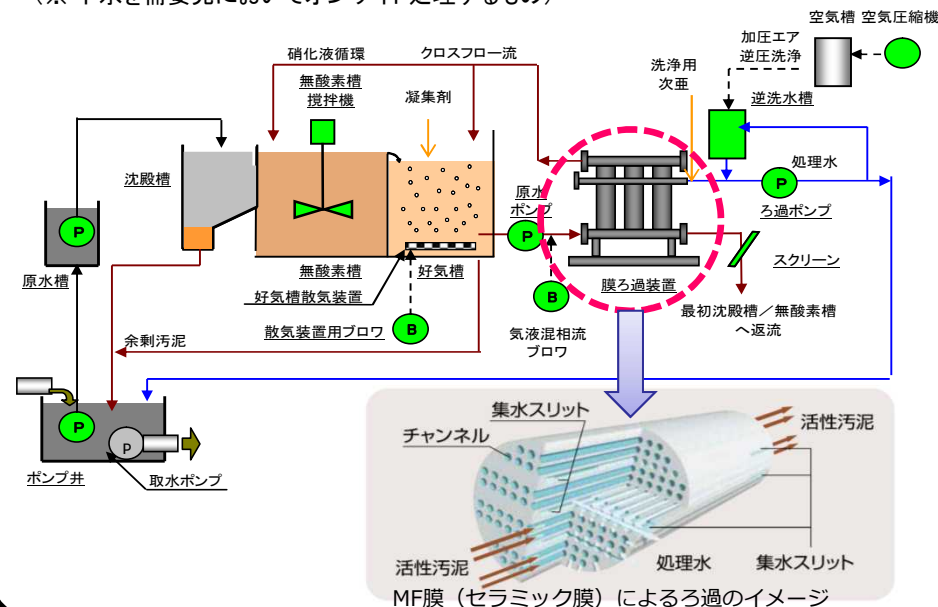 (※ 下水を需要先においてオンサイト処理するもの)
空気槽 空気圧縮機
加圧エア
逆圧洗浄
硝化液循環
クロスフロー流
洗浄用
次亜
無酸素槽
撹拌機
凝集剤
逆洗水槽
沈殿槽
処理水
原水
ポンプ
P
P
P
ろ過ポンプ
スクリーン
原水槽
無酸素槽
好気槽
膜ろ過装置
好気槽散気装置
B
最初沈殿槽／無酸素槽
へ返流
散気装置用ブロワ
B
気液混相流
ブロワ
余剰汚泥
P
P
ポンプ井
取水ポンプ
集水スリット
チャンネル
活性汚泥
活性汚泥
処理水
集水スリット
MF膜（セラミック膜）によるろ過のイメージ